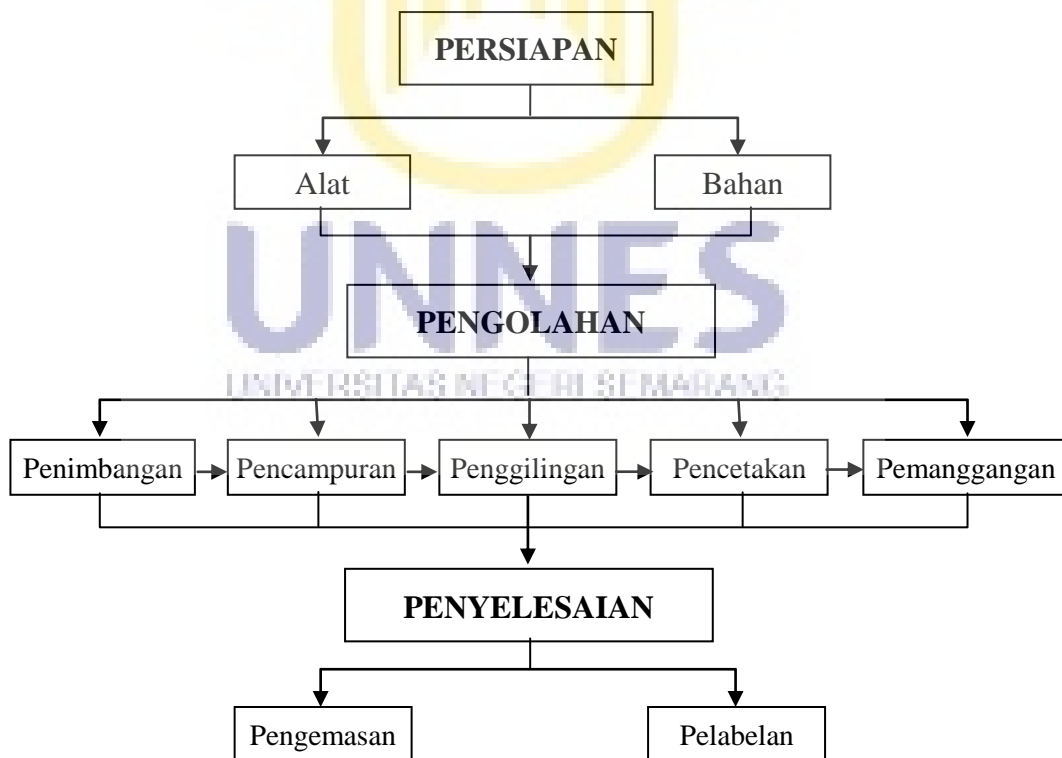 PERSIAPAN
Alat
Bahan
UNNES
PENGOLAHAN
UNIVERSITAS NEGERI SEMARANG
Penimbangan
Pencampuran
Penggilingan
Pencetakan
Pemanggangan
PENYELESAIAN
Pengemasan
Pelabelan